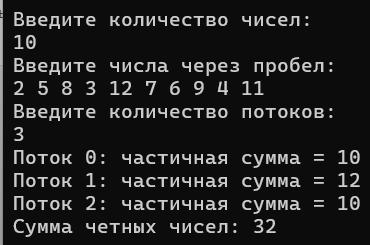 Введите количество чисел:
10
Введите числа через пробел:
2 5 8 3 12 7 6 9 4 11
Введите количество потоков:
3
Поток 0: частичная сумма = 10
Поток 1: частичная сумма = 12
Поток 2: частичная сумма = 10
Сумма четных чисел: 32